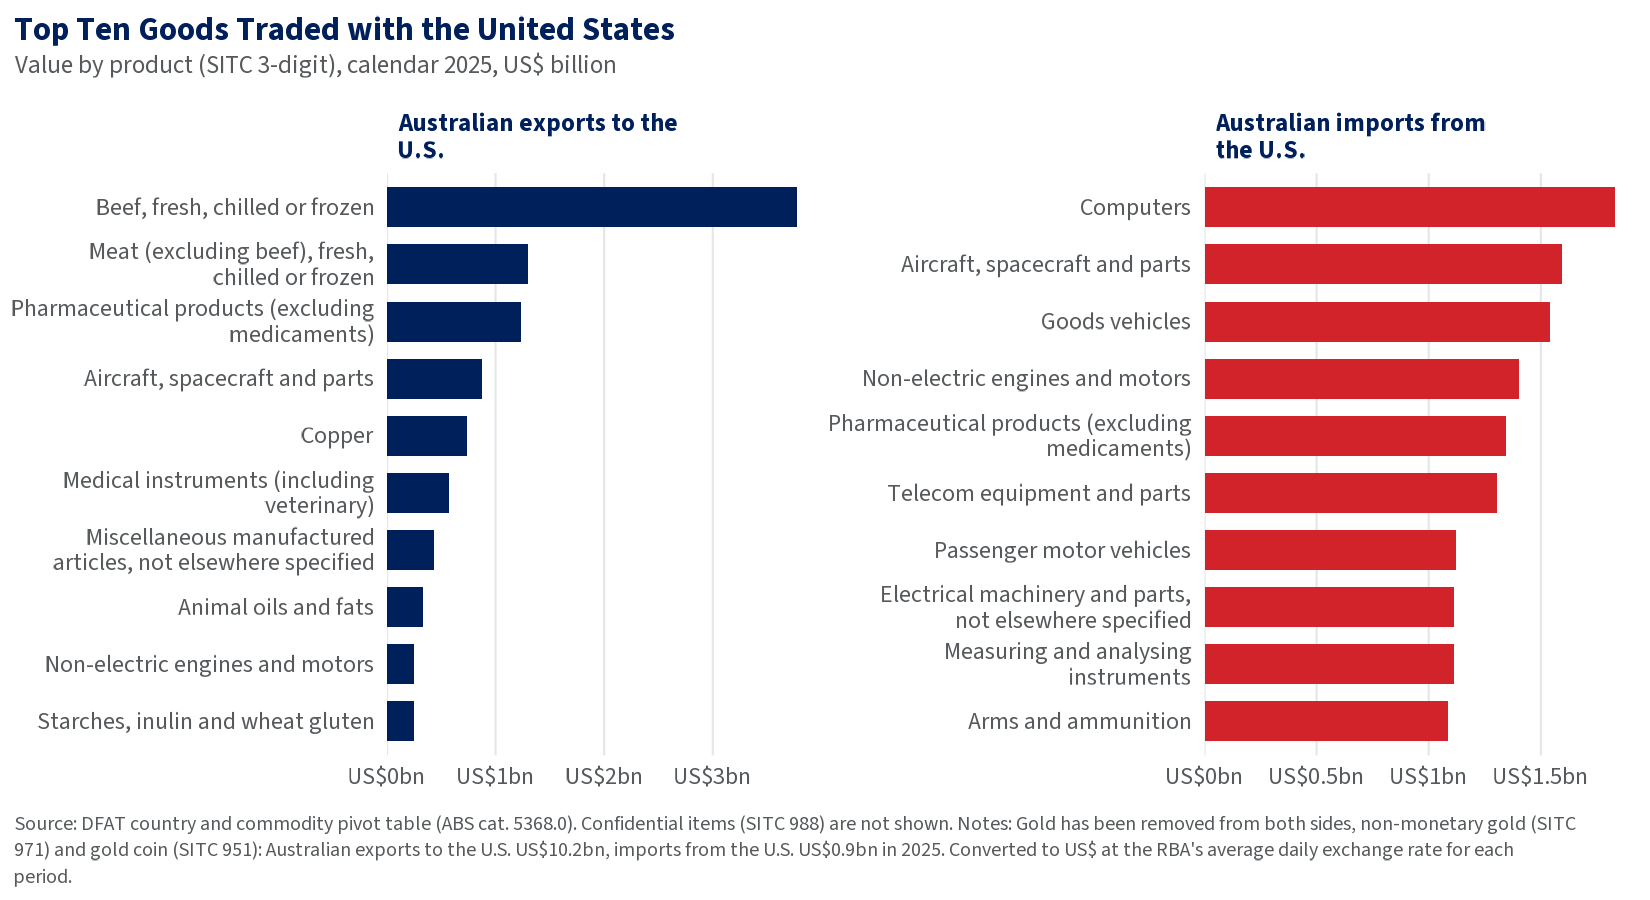 Top Ten Goods Traded with the United States
Value by product (SITC 3-digit), calendar 2025, US$ billion
Australian exports to the
U.S.
Beef, fresh, chilled or frozen
Meat (excluding beef), fresh,
chilled or frozen
Pharmaceutical products (excluding
medicaments)
Aircraft, spacecraft and parts
Copper
Medical instruments (including
veterinary)
Miscellaneous manufactured
articles, not elsewhere specified
Animal oils and fats
Non-electric engines and motors
Starches, inulin and wheat gluten
US$0bn US$1bn US$2bn US$3bn
Australian imports from
the U.S.
Computers
Aircraft, spacecraft and parts
Goods vehicles
Non-electric engines and motors
Pharmaceutical products (excluding
medicaments)
Telecom equipment and parts
Passenger motor vehicles
Electrical machinery and parts,
not elsewhere specified
Measuring and analysing
instruments
Arms and ammunition
US$0bn US$0.5bn US$1bn US$1.5bn
Source: DFAT country and commodity pivot table (ABS cat. 5368.0). Confidential items (SITC 988) are not shown. Notes: Gold has been removed from both sides, non-monetary gold (SITC
971) and gold coin (SITC 951): Australian exports to the U.S. US$10.2bn, imports from the U.S. US$0.9bn in 2025. Converted to US$ at the RBA's average daily exchange rate for each
period.